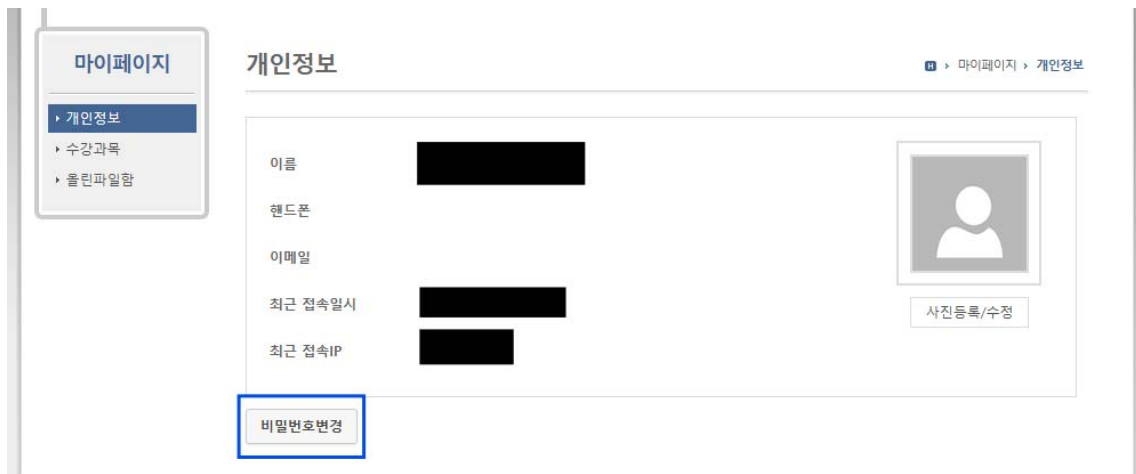 마이페이지
개인정보
수강과목
올린파일함
개인정보
H › 마이페이지 › 개인정보
이름
핸드폰
이메일
최근 접속일시
최근 접속IP
사진등록/수정
비밀번호변경